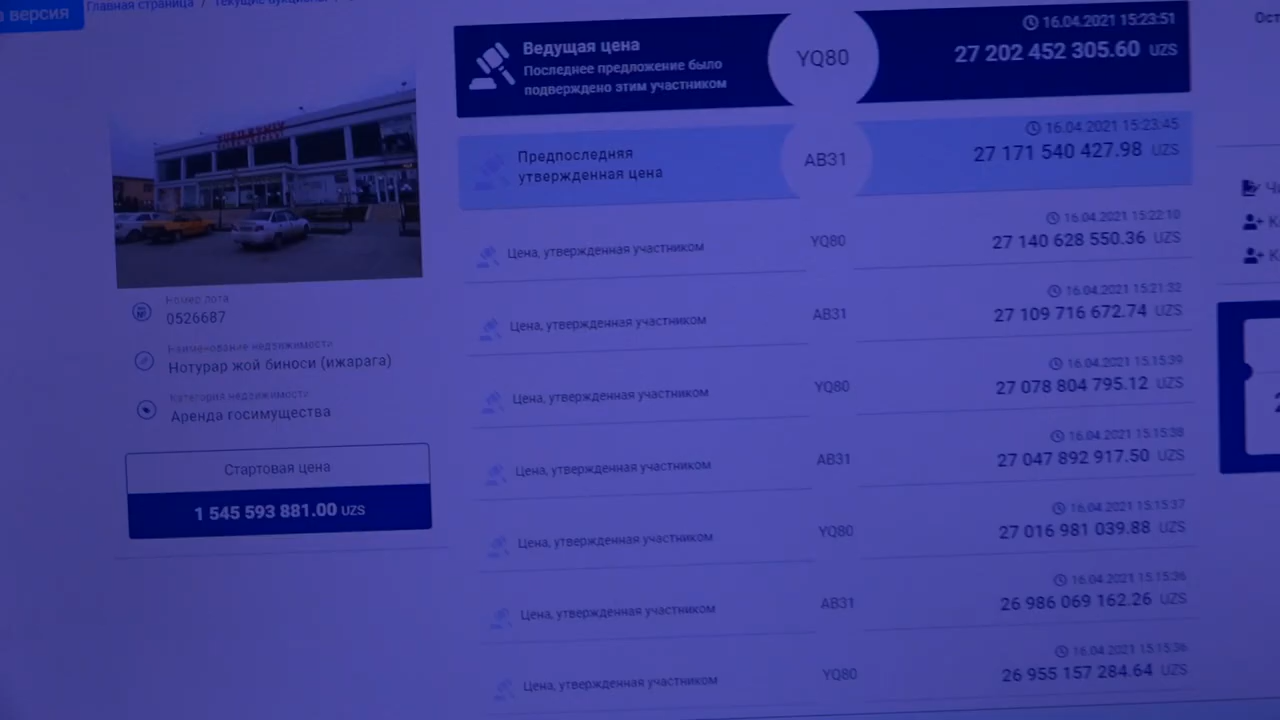 версия
Главная страница / Текущие аукционы
Номер лота
0526687
Наименование недвижимости
Нотурар жой биноси (ижарага)
Категория недвижимости
Аренда госимущества
Стартовая цена
1 545 593 881.00 UZS
Ведущая цена
Последнее предложение было
подтверждено этим участником
YQ80
16.04.2021 15:23:51
27 202 452 305.60 UZS
Предпоследняя
утвержденная цена
AB31
16.04.2021 15:23:45
27 171 540 427.98 UZS
Цена, утвержденная участником
YQ80
16.04.2021 15:22:10
27 140 628 550.36 UZS
Цена, утвержденная участником
AB31
16.04.2021 15:21:32
27 109 716 672.74 UZS
Цена, утвержденная участником
YQ80
16.04.2021 15:15:39
27 078 804 795.12 UZS
Цена, утвержденная участником
AB31
16.04.2021 15:15:38
27 047 892 917.50 UZS
Цена, утвержденная участником
YQ80
16.04.2021 15:15:37
27 016 981 039.88 UZS
Цена, утвержденная участником
AB31
16.04.2021 15:15:36
26 986 069 162.26 UZS
Цена, утвержденная участником
YQ80
16.04.2021 15:15:36
26 955 157 284.64 UZS